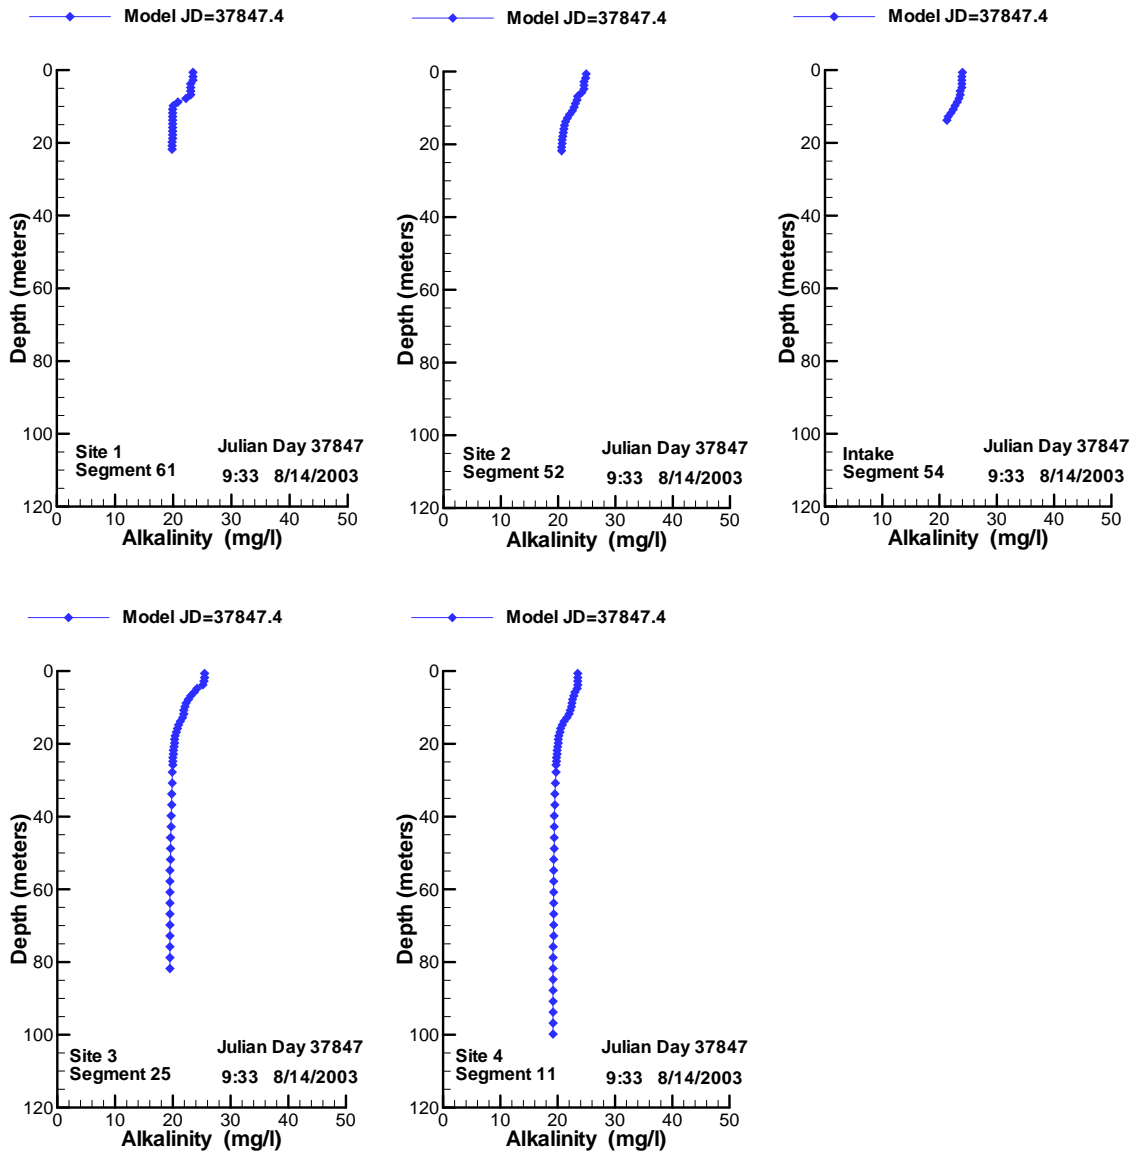 Model JD=37847.4
0
20
40
60
80
100
120
Depth (meters)
Site 1
Segment 61
Julian Day 37847
9:33 8/14/2003
0 10 20 30 40 50
Alkalinity (mg/l)
Model JD=37847.4
0
20
40
60
80
100
120
Depth (meters)
Site 2
Segment 52
Julian Day 37847
9:33 8/14/2003
0 10 20 30 40 50
Alkalinity (mg/l)
Model JD=37847.4
0
20
40
60
80
100
120
Depth (meters)
Intake
Segment 54
Julian Day 37847
9:33 8/14/2003
0 10 20 30 40 50
Alkalinity (mg/l)
Model JD=37847.4
0
20
40
60
80
100
120
Depth (meters)
Site 3
Segment 25
Julian Day 37847
9:33 8/14/2003
0 10 20 30 40 50
Alkalinity (mg/l)
Model JD=37847.4
0
20
40
60
80
100
120
Depth (meters)
Site 4
Segment 11
Julian Day 37847
9:33 8/14/2003
0 10 20 30 40 50
Alkalinity (mg/l)